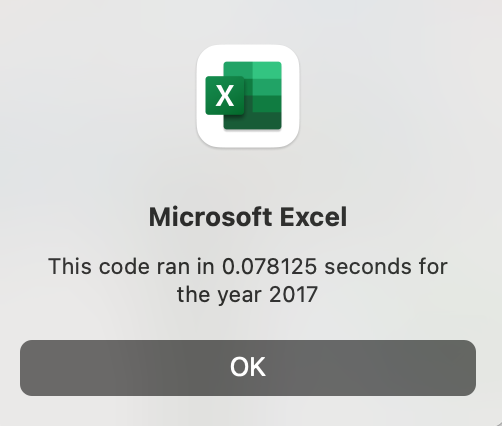 X
Microsoft Excel
This code ran in 0.078125 seconds for
the year 2017
OK